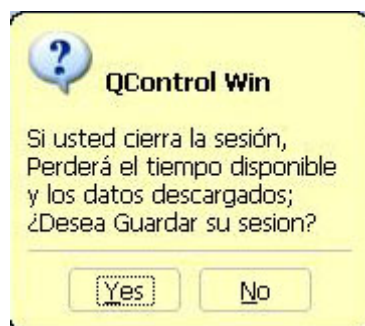 QControl Win
Si usted cierra la sesión,
Perderá el tiempo disponible
y los datos descargados;
¿Desea Guardar su sesion?
Yes
No